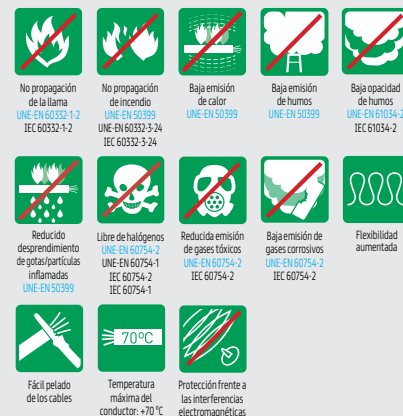 No propagación
de la llama
UNE-EN 60332-1-2
IEC 60332-1-2
No propagación
de incendio
UNE-EN 50399
UNE-EN 60332-3-24
IEC 60332-3-24
Baja emisión
de calor
UNE-EN 50399
Baja emisión
de humos
UNE-EN 50399
Baja opacidad
de humos
UNE-EN 61034-2
IEC 61034-2
Reducido
desprendimiento
de gotas/partículas
inflamadas
UNE-EN 50399
Libre de halógenos
UNE-EN 60754-2
UNE-EN 60754-1
IEC 60754-2
IEC 60754-1
Reducida emisión
de gases tóxicos
UNE-EN 60754-2
IEC 60754-2
Baja emisión de
gases corrosivos
UNE-EN 60754-2
IEC 60754-2
Flexibilidad
aumentada
Fácil pelado
de los cables
70°C
Temperatura
máxima del
conductor: +70 °C
Protección frente a
las interferencias
electromagnéticas